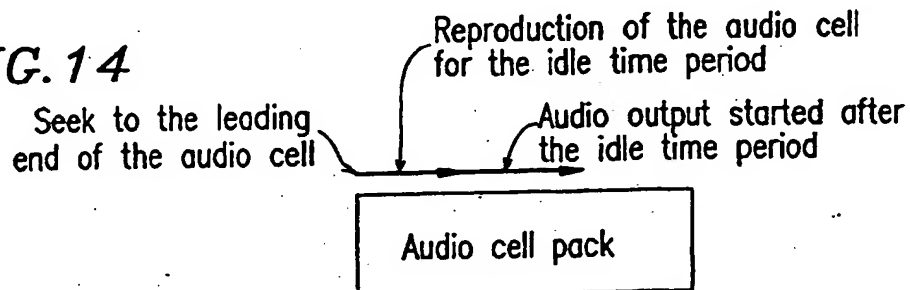 G.14
Reproduction of the audio cell
for the idle time period
Seek to the leading
end of the audio cell
Audio output started after
the idle time period
Audio cell pack